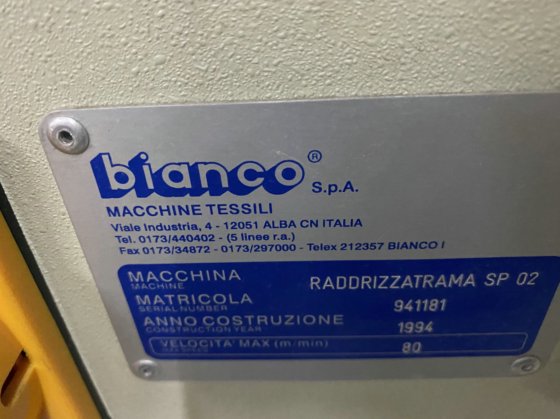 bianco® S.p.A.
MACCHINE TESSILI
Viale Industria, 4 - 12051 ALBA CN ITALIA
Tel. 0173/440402 - (5 linee r.a.)
Fax 0173/34872 - 0173/297000 - Telex 212357 BIANCO I
MACCHINA RADDRIZZATRAMA SP 02
MACHINE
MATRICOLA 941181
SERIAL NUMBER
ANNO COSTRUZIONE 1994
CONSTRUCTION YEAR
VELOCITA' MAX (m/min) 80
MAX SPEED